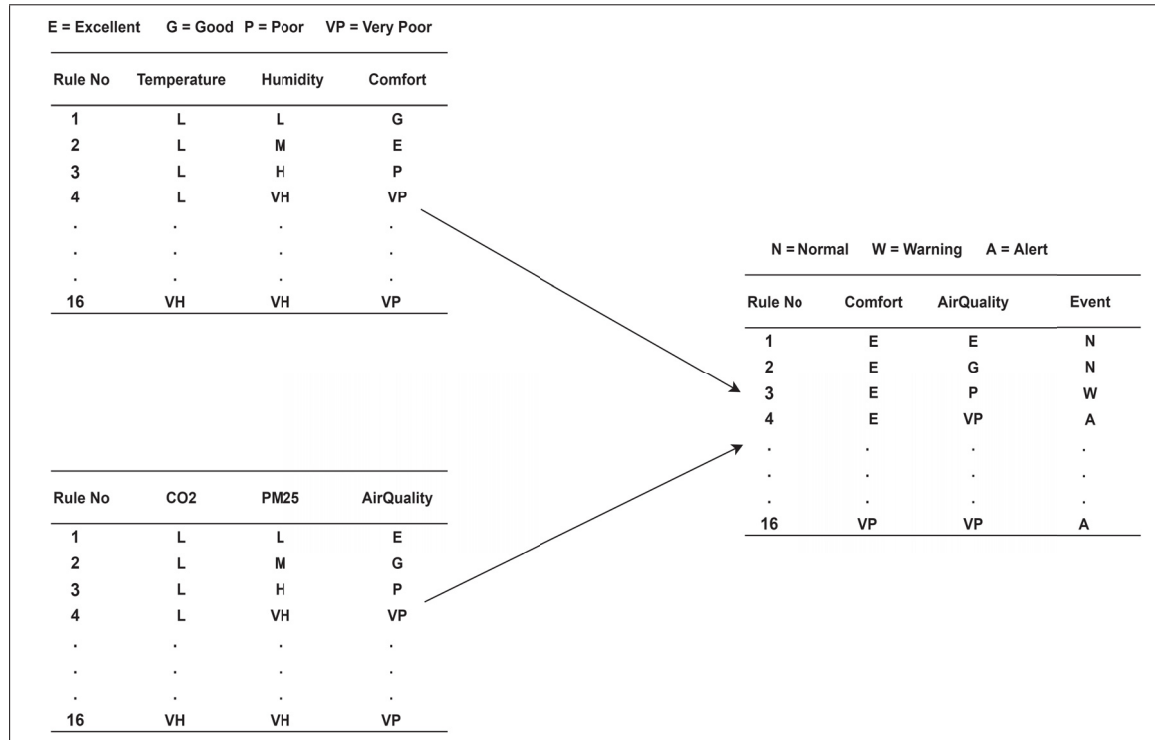 E = Excellent G = Good P = Poor VP = Very Poor
Rule No Temperature Humidity Comfort
1 L L G
2 L M E
3 L H P
4 L VH VP
. . . .
. . . .
. . . .
16 VH VH VP
N = Normal W = Warning A = Alert
Rule No Comfort AirQuality Event
1 E E N
2 E G N
3 E P W
4 E VP A
. . . .
. . . .
. . . .
16 VP VP A
Rule No CO2 PM25 AirQuality
1 L L E
2 L M G
3 L H P
4 L VH VP
. . . .
. . . .
. . . .
16 VH VH VP